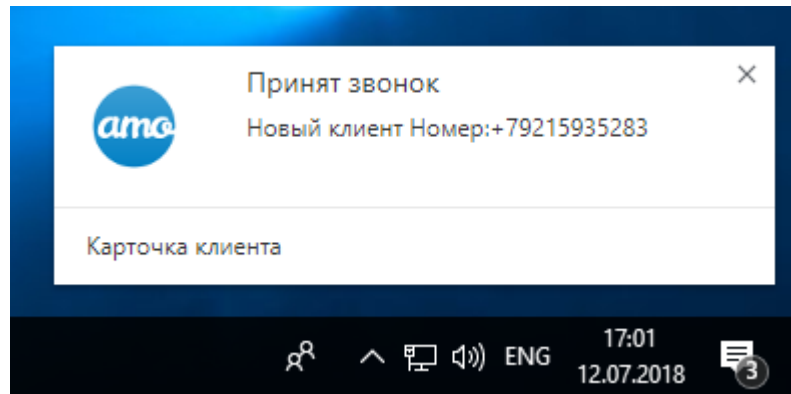 Принят звонок
amo
Новый клиент Номер:+79215935283
Карточка клиента
ENG
17:01
12.07.2018
3